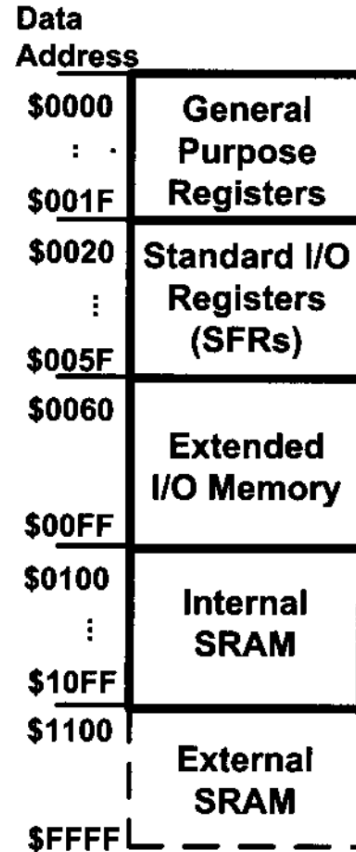 Data
Address
$0000
:
$001F
General
Purpose
Registers
$0020
⋮
$005F
Standard I/O
Registers
(SFRs)
$0060
$00FF
Extended
I/O Memory
$0100
⋮
$10FF
Internal
SRAM
$1100
$FFFF
External
SRAM